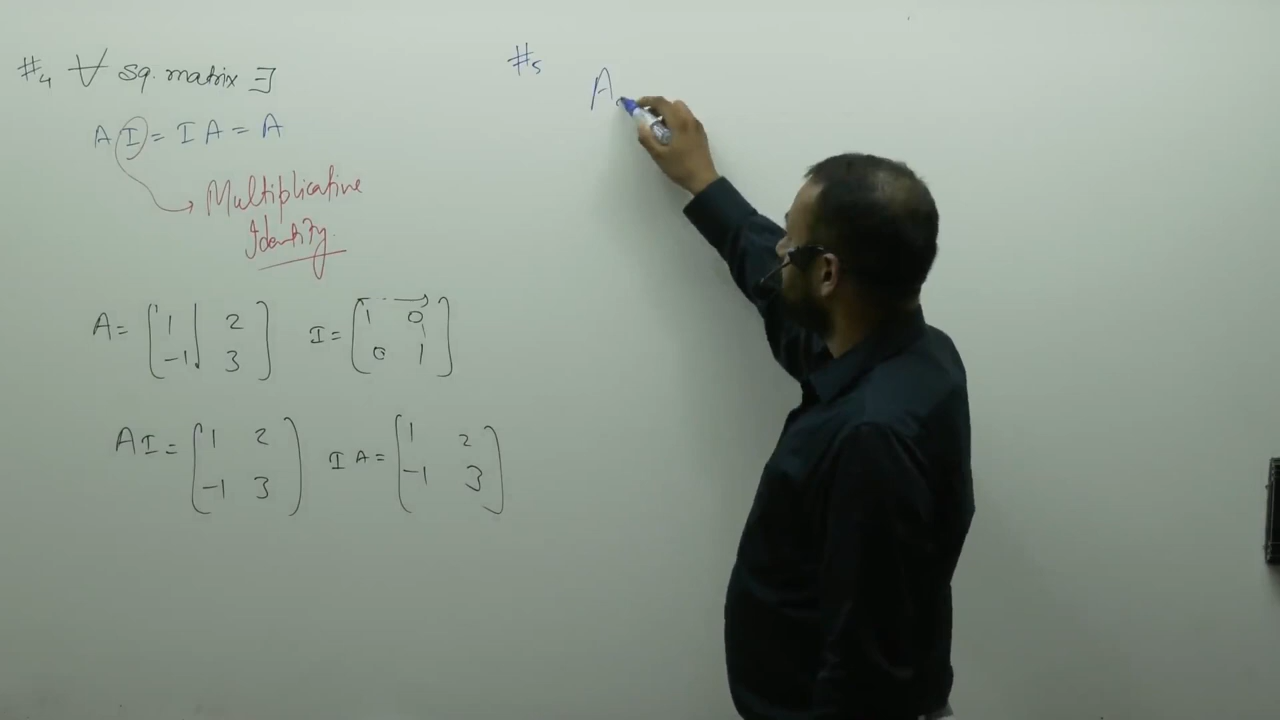 #4 ∀ sq. matrix ∃
A I = I A = A
Multiplicative
Identity
A = [1 2
-1 3] I = [1 0
0 1]
A I = [1 2
-1 3] I A = [1 2
-1 3]
#5
A